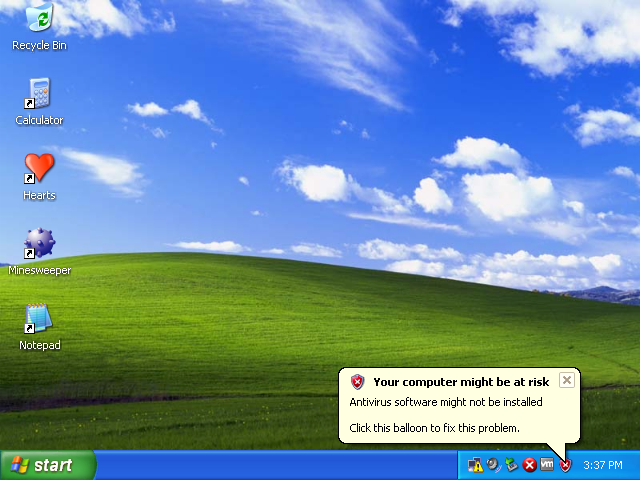 Recycle Bin
Calculator
Hearts
Minesweeper
Notepad
Your computer might be at risk
Antivirus software might not be installed
Click this balloon to fix this problem.
start
vm
3:37 PM